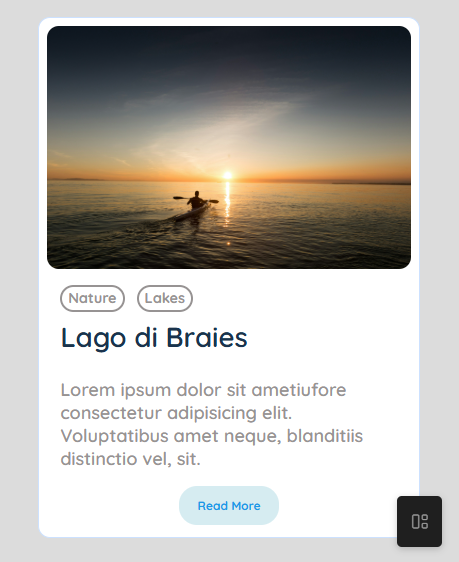 Nature Lakes
Lago di Braies
Lorem ipsum dolor sit ametiufore
consectetur adipisicing elit.
Voluptatibus amet neque, blanditiis
distinctio vel, sit.
Read More